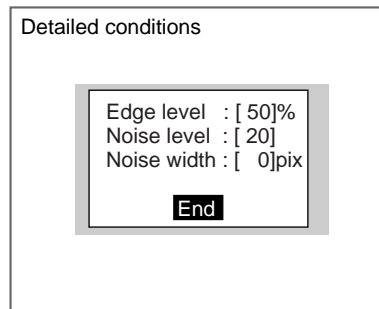 Detailed conditions
Edge level : [ 50]%
Noise level : [ 20]
Noise width : [ 0]pix
End